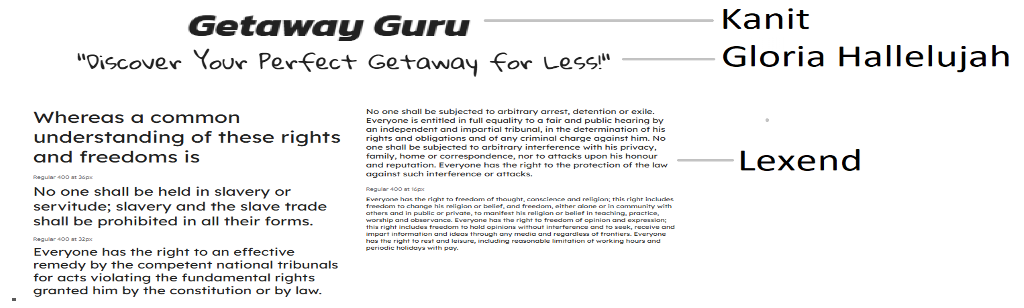 Getaway Guru
Kanit
"Discover Your Perfect Getaway for Less!"
Gloria Hallelujah
Whereas a common
understanding of these rights
and freedoms is
Regular 400 at 36px
No one shall be held in slavery or
servitude; slavery and the slave trade
shall be prohibited in all their forms.
Regular 400 at 32px
Everyone has the right to an effective
remedy by the competent national tribunals
for acts violating the fundamental rights
granted him by the constitution or by law.
No one shall be subjected to arbitrary arrest, detention or exile.
Everyone is entitled in full equality to a fair and public hearing by
an independent and impartial tribunal, in the determination of his
rights and obligations and of any criminal charge against him. No
one shall be subjected to arbitrary interference with his privacy,
family, home or correspondence, nor to attacks upon his honour
and reputation. Everyone has the right to the protection of the law
against such interference or attacks.
Regular 400 at 16px
Everyone has the right to freedom of thought, conscience and religion; this right includes
freedom to change his religion or belief, and freedom, either alone or in community with
others and in public or private, to manifest his religion or belief in teaching, practice,
worship and observance. Everyone has the right to freedom of opinion and expression;
this right includes freedom to hold opinions without interference and to seek, receive and
impart information and ideas through any media and regardless of frontiers. Everyone
has the right to rest and leisure, including reasonable limitation of working hours and
periodic holidays with pay.
Lexend